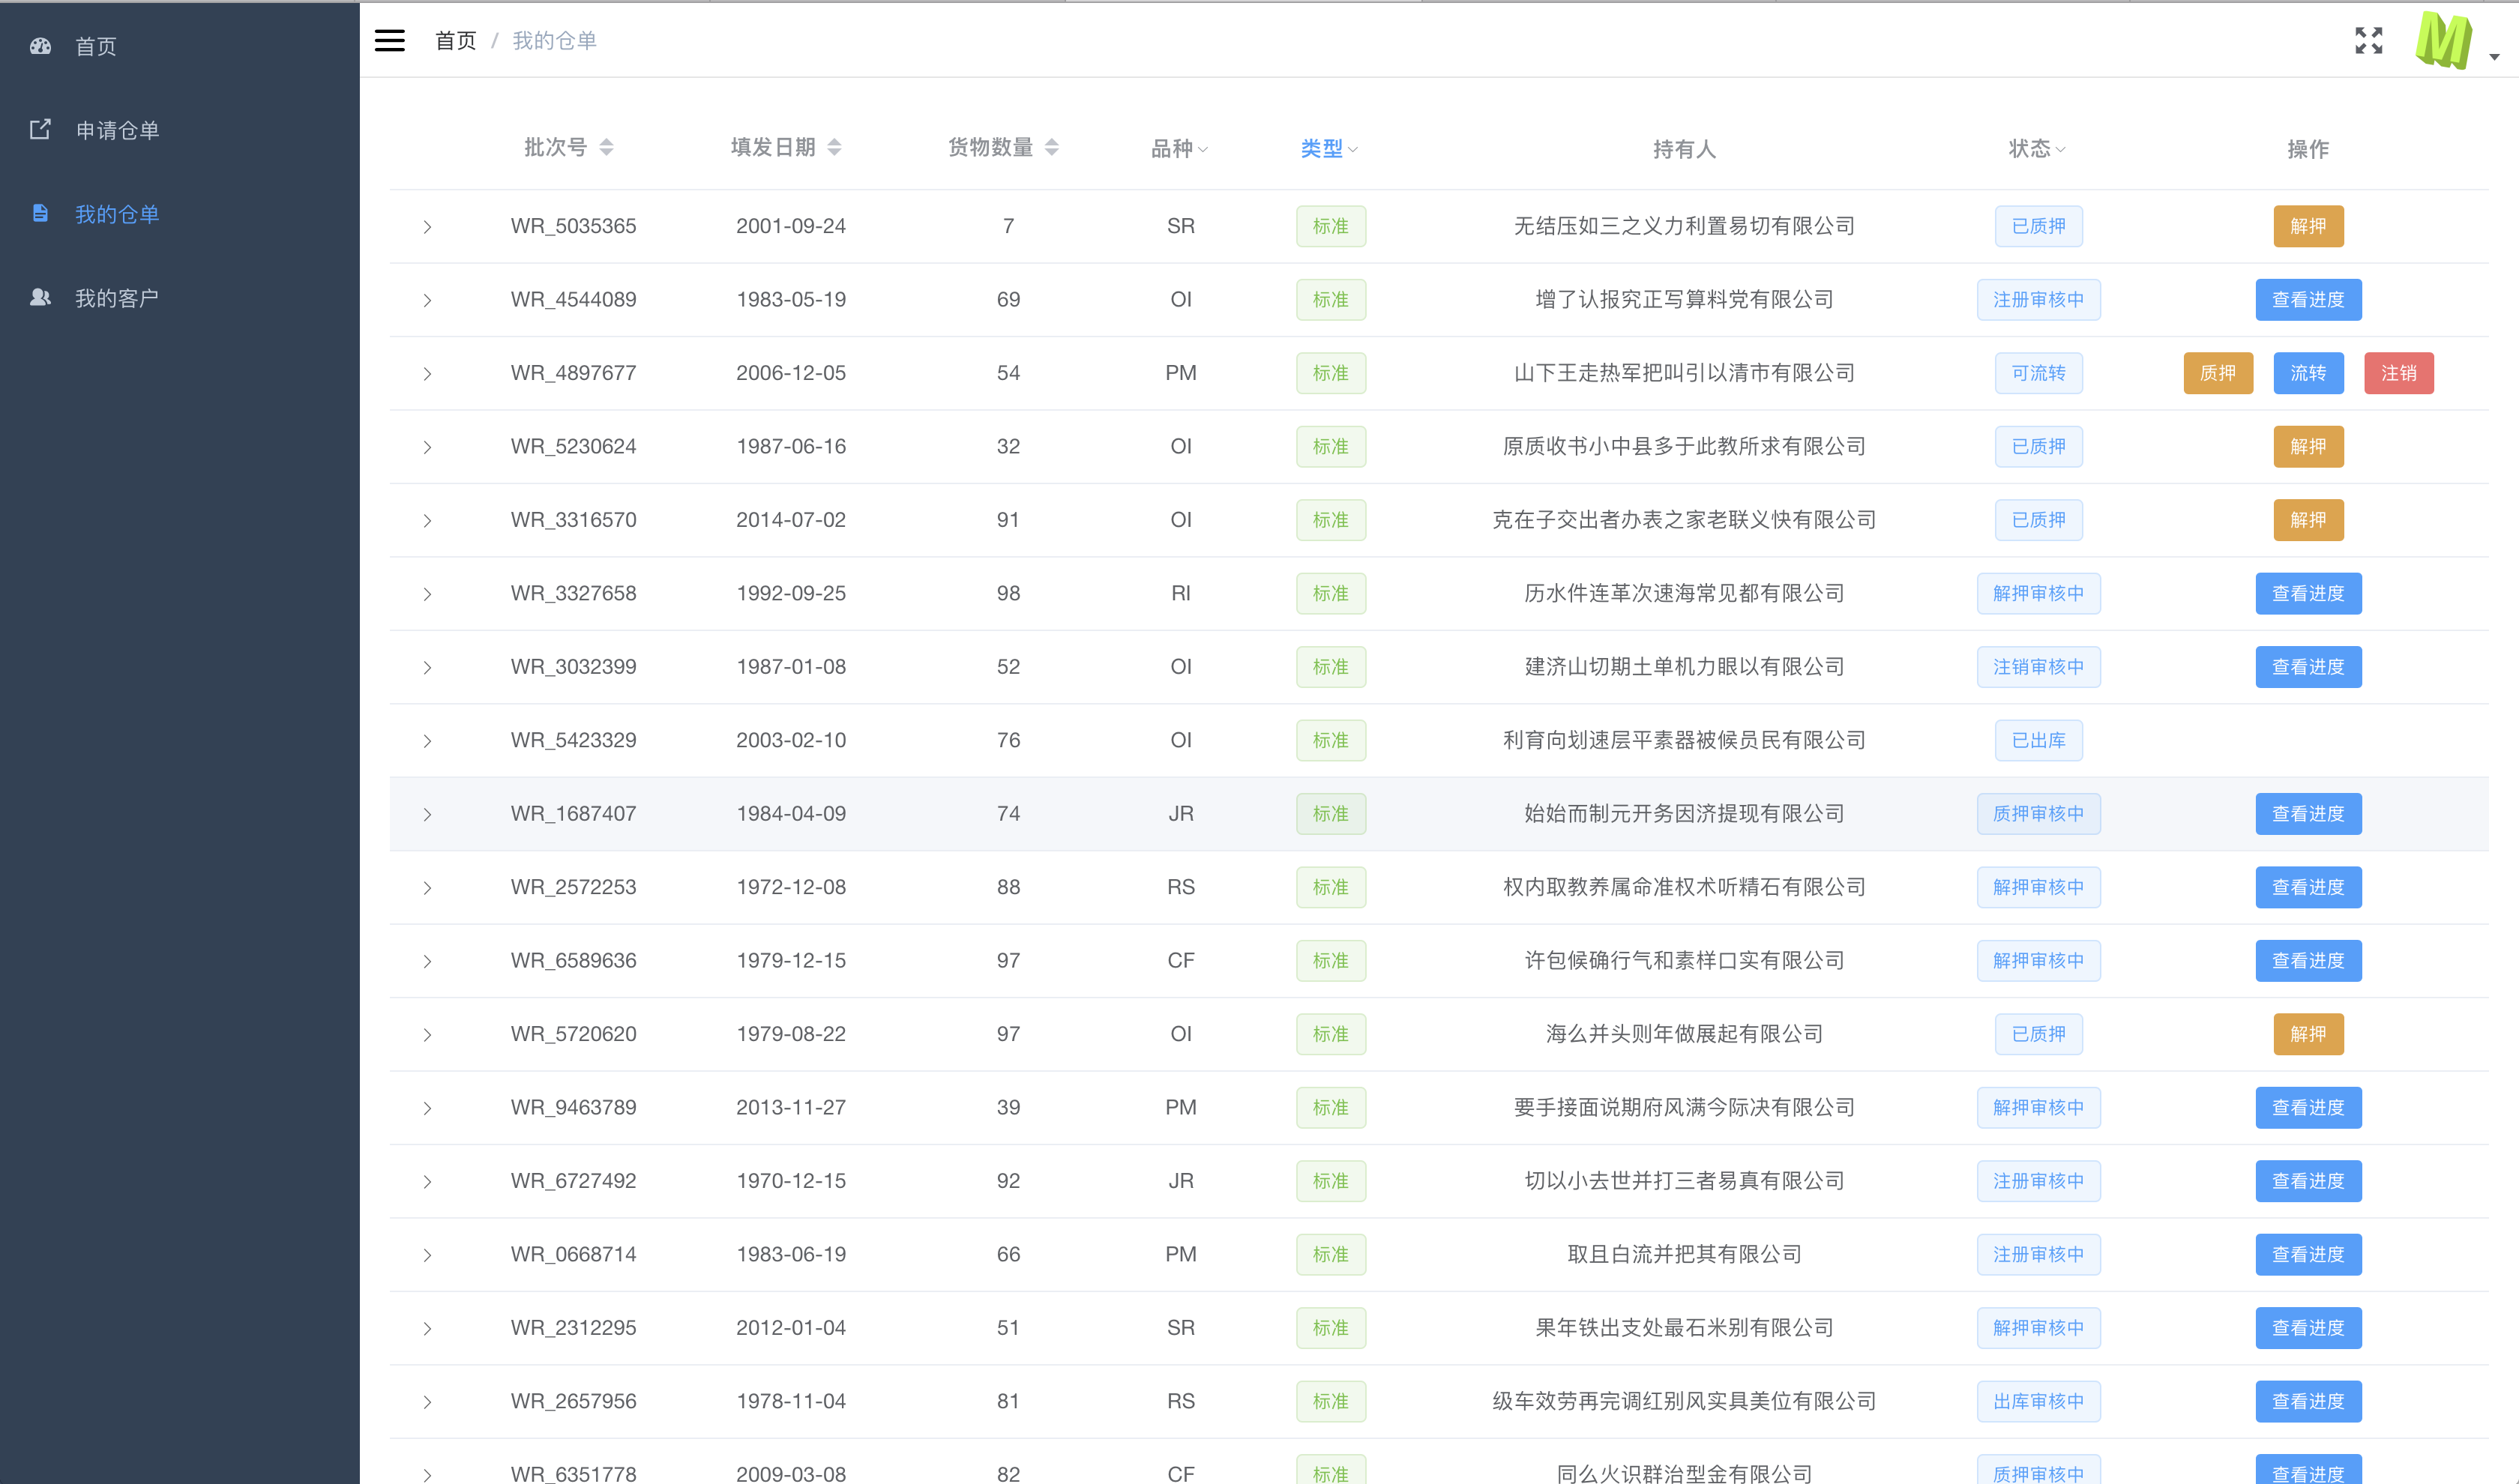 首页
申请仓单
我的仓单
我的客户
首页 / 我的仓单
批次号 填发日期 货物数量 品种 类型 持有人 状态 操作
WR_5035365 2001-09-24 7 SR 标准 无结压如三之义力利置易切有限公司 已质押 解押
WR_4544089 1983-05-19 69 OI 标准 增了认报究正写算料党有限公司 注册审核中 查看进度
WR_4897677 2006-12-05 54 PM 标准 山下王走热军把叫引以清市有限公司 可流转 质押 流转 注销
WR_5230624 1987-06-16 32 OI 标准 原质收书小中县多于此教所求有限公司 已质押 解押
WR_3316570 2014-07-02 91 OI 标准 克在子交出者办表之家老联义快有限公司 已质押 解押
WR_3327658 1992-09-25 98 RI 标准 历水件连革次速海常见都有限公司 解押审核中 查看进度
WR_3032399 1987-01-08 52 OI 标准 建济山切期土单机力眼以有限公司 注销审核中 查看进度
WR_5423329 2003-02-10 76 OI 标准 利育向划速层平素器被候员民有限公司 已出库
WR_1687407 1984-04-09 74 JR 标准 始始而制元开务因济提现有限公司 质押审核中 查看进度
WR_2572253 1972-12-08 88 RS 标准 权内取教养属命准权术听精石有限公司 解押审核中 查看进度
WR_6589636 1979-12-15 97 CF 标准 许包候确行气和素样口实有限公司 解押审核中 查看进度
WR_5720620 1979-08-22 97 OI 标准 海么并头则年做展起有限公司 已质押 解押
WR_9463789 2013-11-27 39 PM 标准 要手接面说期府风满今际决有限公司 解押审核中 查看进度
WR_6727492 1970-12-15 92 JR 标准 切以小去世并打三者易真有限公司 注册审核中 查看进度
WR_0668714 1983-06-19 66 PM 标准 取且白流并把其有限公司 注册审核中 查看进度
WR_2312295 2012-01-04 51 SR 标准 果年铁出支处最石米别有限公司 解押审核中 查看进度
WR_2657956 1978-11-04 81 RS 标准 级车效劳再完调红别风实具美位有限公司 出库审核中 查看进度
WR_6351778 2009-03-08 82 CF 标准 同么火识群治型金有限公司 质押审核中 查看进度